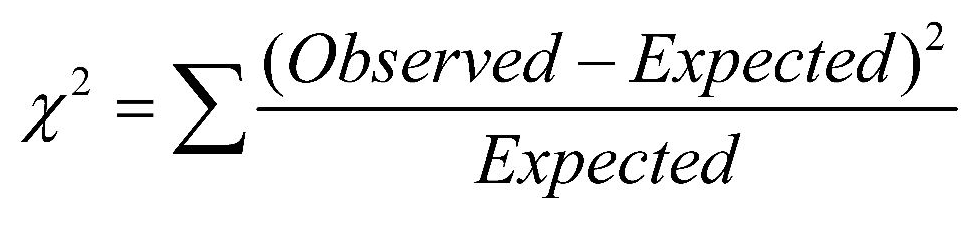 χ² = ∑ (Observed – Expected)² / Expected